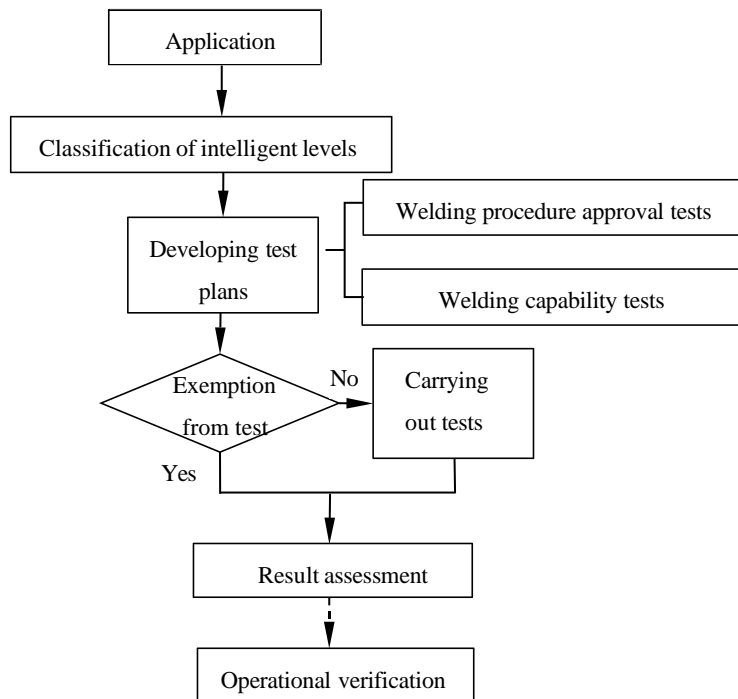 Application
Classification of intelligent levels
Welding procedure approval tests
Developing test
plans
Welding capability tests
Exemption
from test
No
Carrying
out tests
Yes
Result assessment
Operational verification